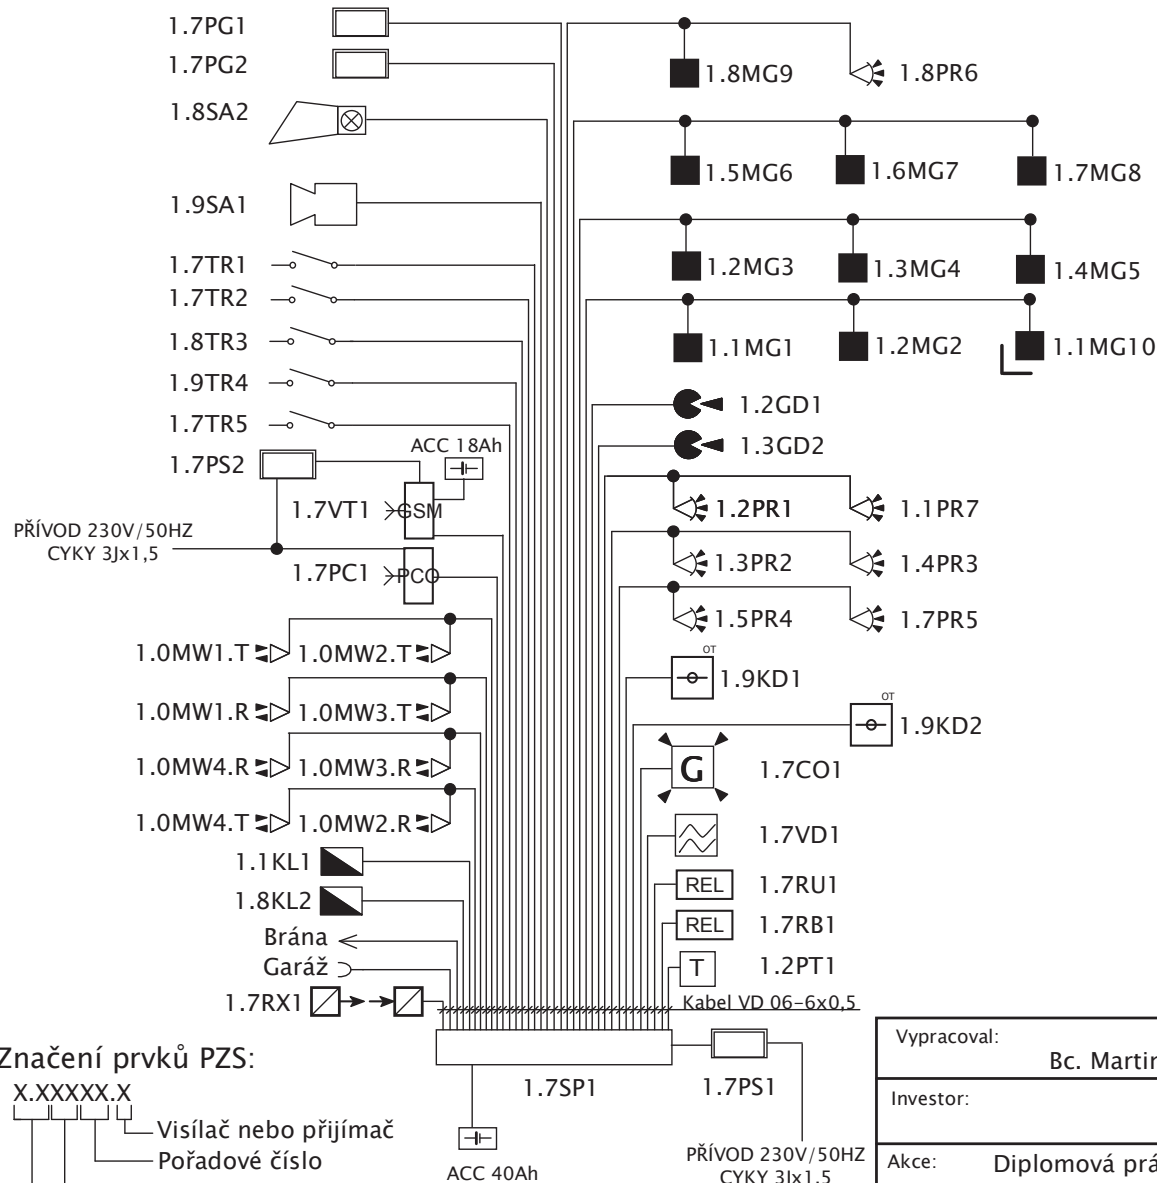 1.7PG1
1.7PG2
1.8SA2
1.9SA1
1.7TR1
1.7TR2
1.8TR3
1.9TR4
1.7TR5
1.7PS2
ACC 18Ah
1.7VT1
GSM
PŘÍVOD 230V/50HZ
CYKY 3Jx1,5
1.7PC1
PCO
1.0MW1.T
1.0MW2.T
1.0MW1.R
1.0MW3.T
1.0MW4.R
1.0MW3.R
1.0MW4.T
1.0MW2.R
1.1KL1
1.8KL2
Brána
Garáž
1.7RX1
1.8MG9
1.8PR6
1.5MG6
1.6MG7
1.7MG8
1.2MG3
1.3MG4
1.4MG5
1.1MG1
1.2MG2
1.1MG10
1.2GD1
1.3GD2
1.2PR1
1.1PR7
1.3PR2
1.4PR3
1.5PR4
1.7PR5
OT
1.9KD1
OT
1.9KD2
G
1.7CO1
1.7VD1
REL
1.7RU1
REL
1.7RB1
T
1.2PT1
Kabel VD 06-6x0,5
1.7SP1
1.7PS1
ACC 40Ah
PŘÍVOD 230V/50HZ
CYKY 3Jx1,5
Značení prvků PZS:
X.XXXXX.X
Visílač nebo přijímač
Pořadové číslo
Vypracoval:
Bc. Martin
Investor:
Akce:
Diplomová prá